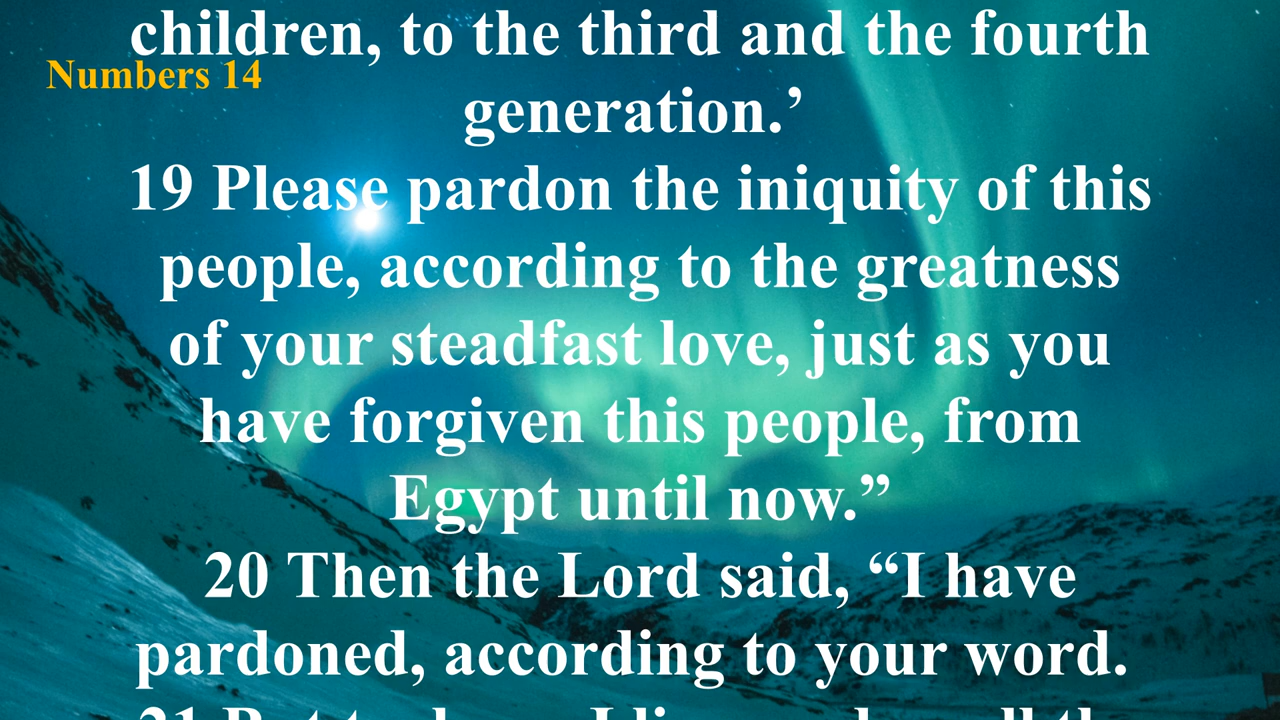 children, to the third and the fourth
Numbers 14
generation.’
19 Please pardon the iniquity of this
people, according to the greatness
of your steadfast love, just as you
have forgiven this people, from
Egypt until now.”
20 Then the Lord said, “I have
pardoned, according to your word.